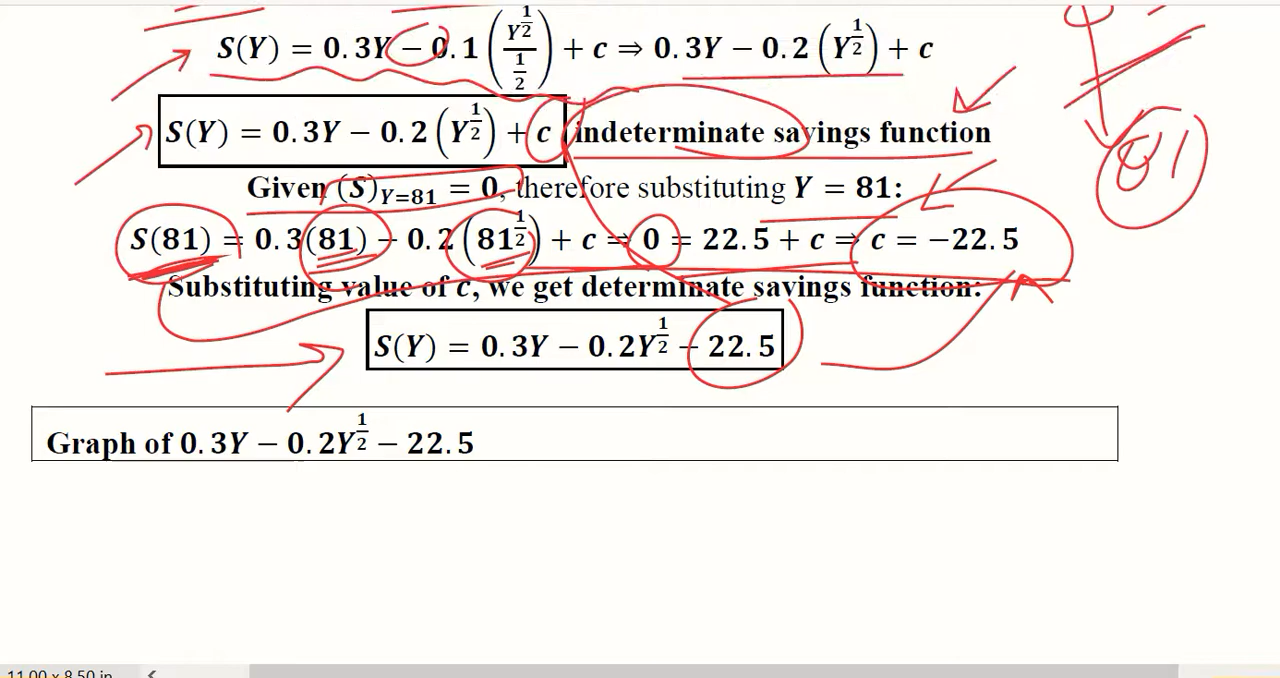 S(Y) = 0.3Y − 0.1 (Y^(1/2) / (1/2)) + c ⇒ 0.3Y − 0.2 (Y^(1/2)) + c
S(Y) = 0.3Y − 0.2 (Y^(1/2)) + c indeterminate savings function
81
Given (S)_(Y=81) = 0, therefore substituting Y = 81:
S(81) = 0.3(81) − 0.2 (81^(1/2)) + c ⇒ 0 = 22.5 + c ⇒ c = −22.5
Substituting value of c, we get determinate savings function:
S(Y) = 0.3Y − 0.2Y^(1/2) − 22.5
Graph of 0.3Y − 0.2Y^(1/2) − 22.5
11.00 x 8.50 in